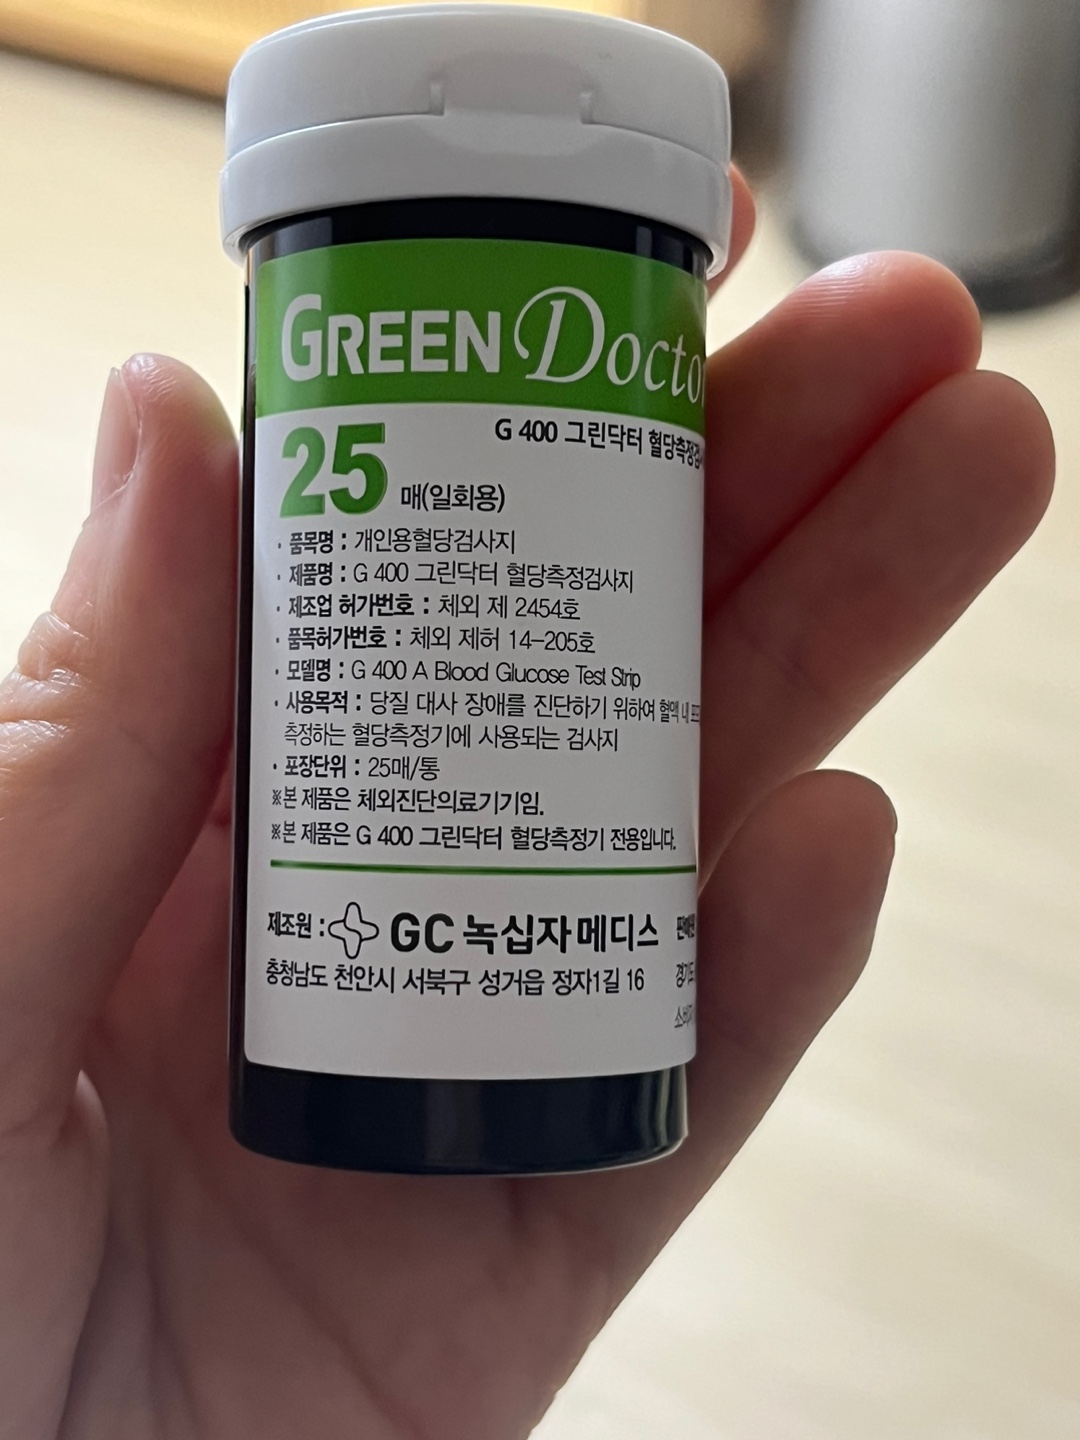 GREEN Doctor
G 400 그린닥터 혈당측정검
25 매(일회용)
· 품목명 : 개인용혈당검사지
· 제품명 : G 400 그린닥터 혈당측정검사지
· 제조업 허가번호 : 체외 제 2454호
· 품목허가번호 : 체외 제허 14-205호
· 모델명 : G 400 A Blood Glucose Test Strip
· 사용목적 : 당질 대사 장애를 진단하기 위하여 혈액 내
측정하는 혈당측정기에 사용되는 검사지
· 포장단위 : 25매/통
※본 제품은 체외진단의료기기임.
※본 제품은 G 400 그린닥터 혈당측정기 전용입니다.
제조원 : GC 녹십자메디스 판매원
충청남도 천안시 서북구 성거읍 정자1길 16 경기도